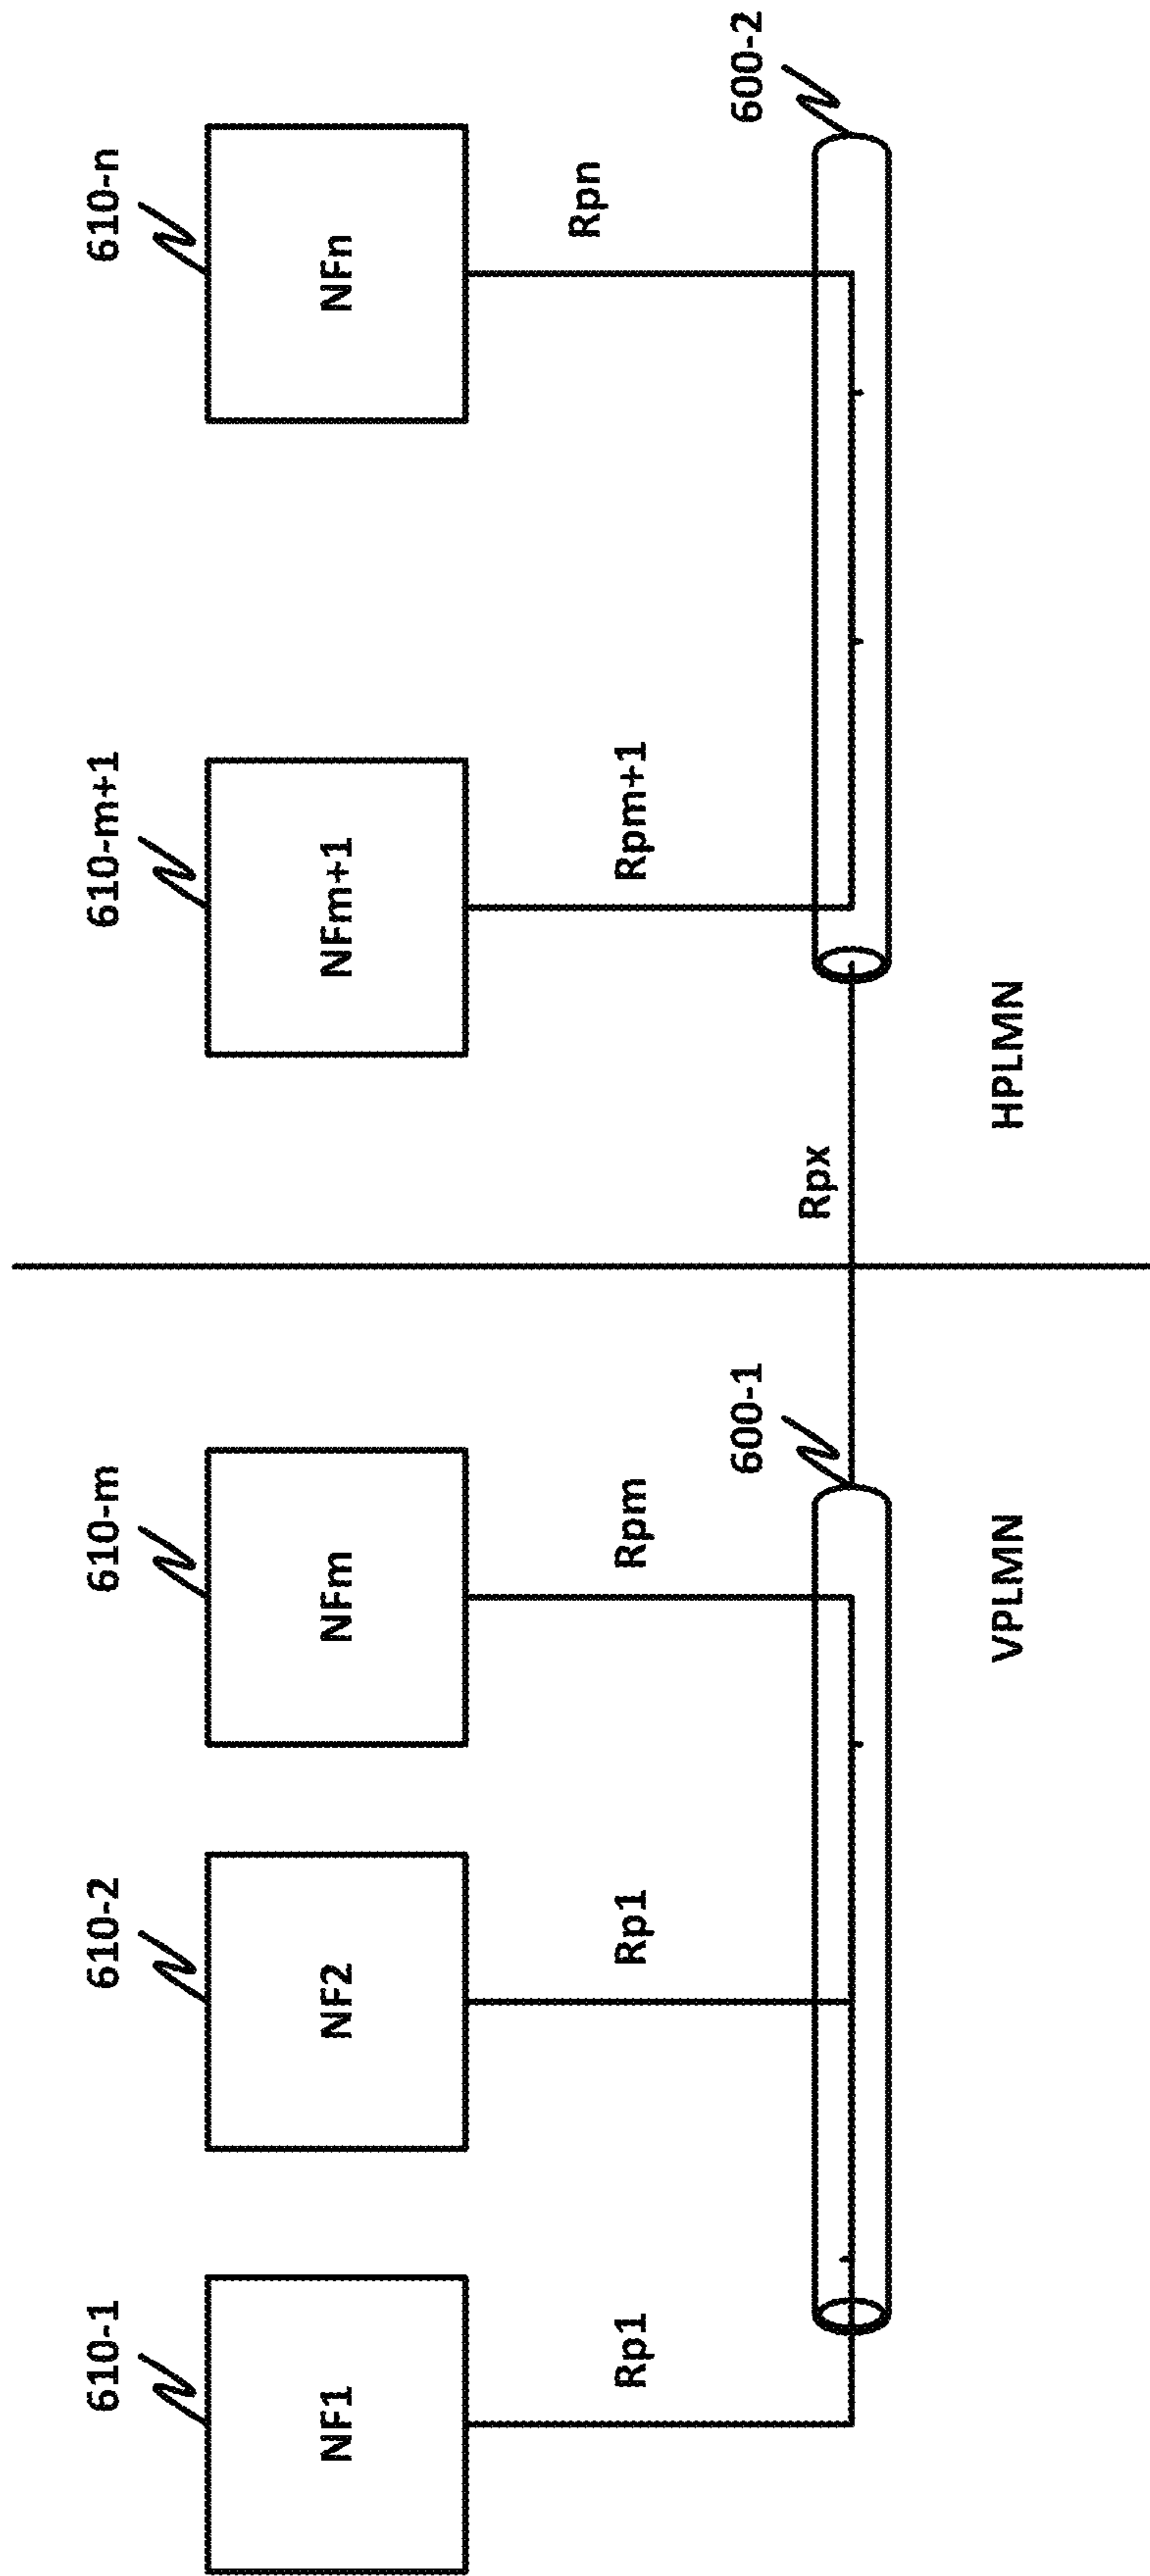 610-1
610-2
610-m
610-m+1
610-n
NF1
NF2
NFm
NFm+1
NFn
Rp1
Rp1
Rpm
Rpm+1
Rpn
600-1
Rpx
600-2
VPLMN
HPLMN